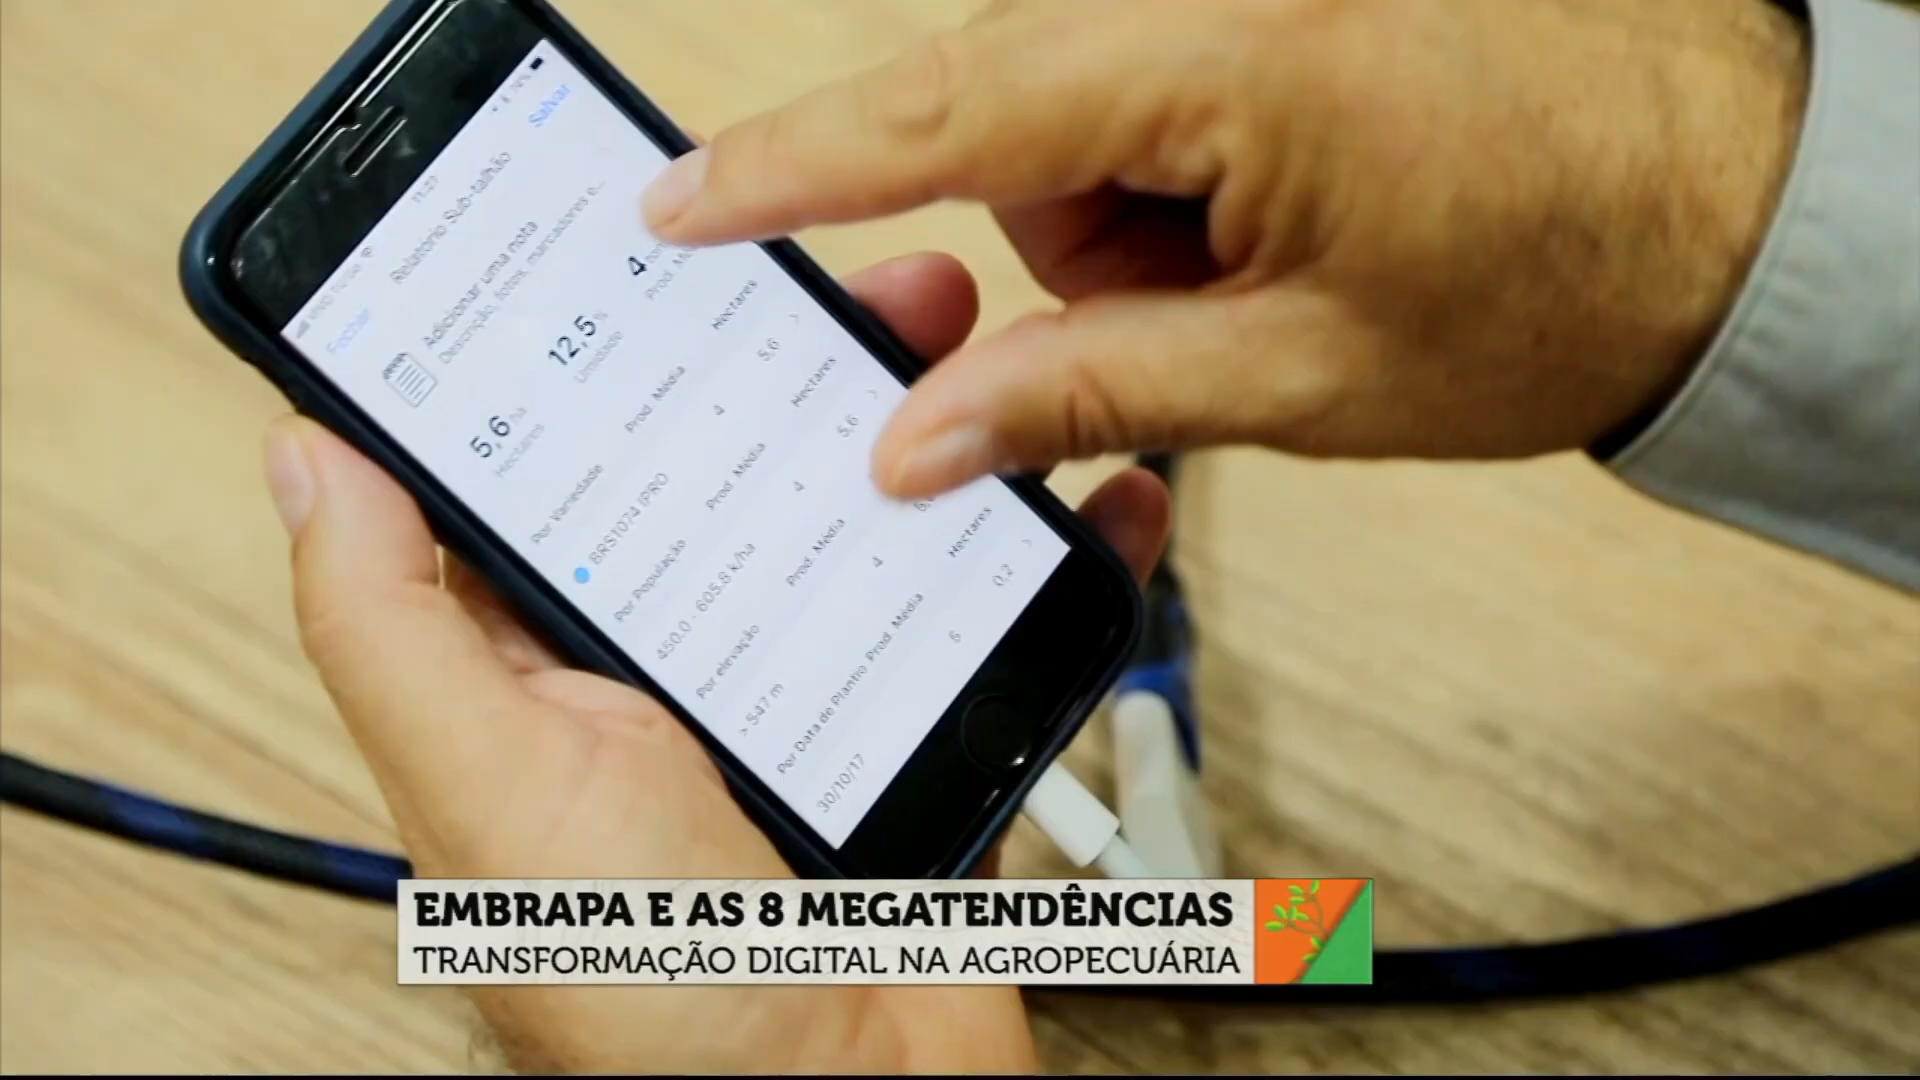 11:27
Fechar
Relatório Sub-talhão
Salvar
Adicionar uma nota
Descrição, fotos, marcadores e...
5,6 ha
Hectares
12,5 %
Umidade
4
Prod.
Por Variedade Prod. Média Hectares
BRS1074 IPRO 4 5,6
Por População Prod. Média Hectares
450.0 - 605.8 k/ha 4 5,6
Por elevação Prod. Média
> 547 m 4
Por Data de Plantio Prod. Média Hectares
30/10/17 6 0,2
EMBRAPA E AS 8 MEGATENDÊNCIAS
TRANSFORMAÇÃO DIGITAL NA AGROPECUÁRIA